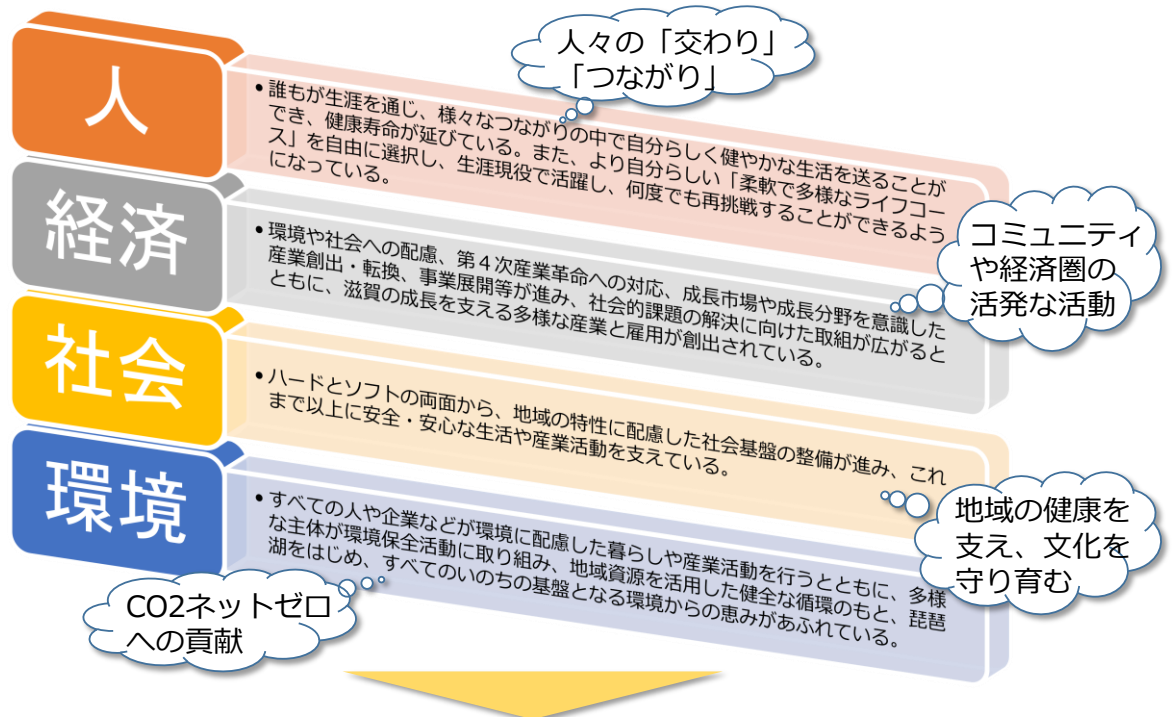 人々の「交わり」
「つながり」
人
• 誰もが生涯を通じ、様々なつながりの中で自分らしく健やかな生活を送ることが
でき、健康寿命が延びている。また、より自分らしい「柔軟で多様なライフコー
ス」を自由に選択し、生涯現役で活躍し、何度でも再挑戦することができるよう
になっている。
経済
• 環境や社会への配慮、第４次産業革命への対応、成長市場や成長分野を意識した
産業創出・転換、事業展開等が進み、社会的課題の解決に向けた取組が広がると
ともに、滋賀の成長を支える多様な産業と雇用が創出されている。
コミュニティ
や経済圏の
活発な活動
社会
• ハードとソフトの両面から、地域の特性に配慮した社会基盤の整備が進み、これ
まで以上に安全・安心な生活や産業活動を支えている。
地域の健康を
支え、文化を
守り育む
環境
• すべての人や企業などが環境に配慮した暮らしや産業活動を行うとともに、多様
な主体が環境保全活動に取り組み、地域資源を活用した健全な循環のもと、琵琶
湖をはじめ、すべてのいのちの基盤となる環境からの恵みがあふれている。
CO2ネットゼロ
への貢献